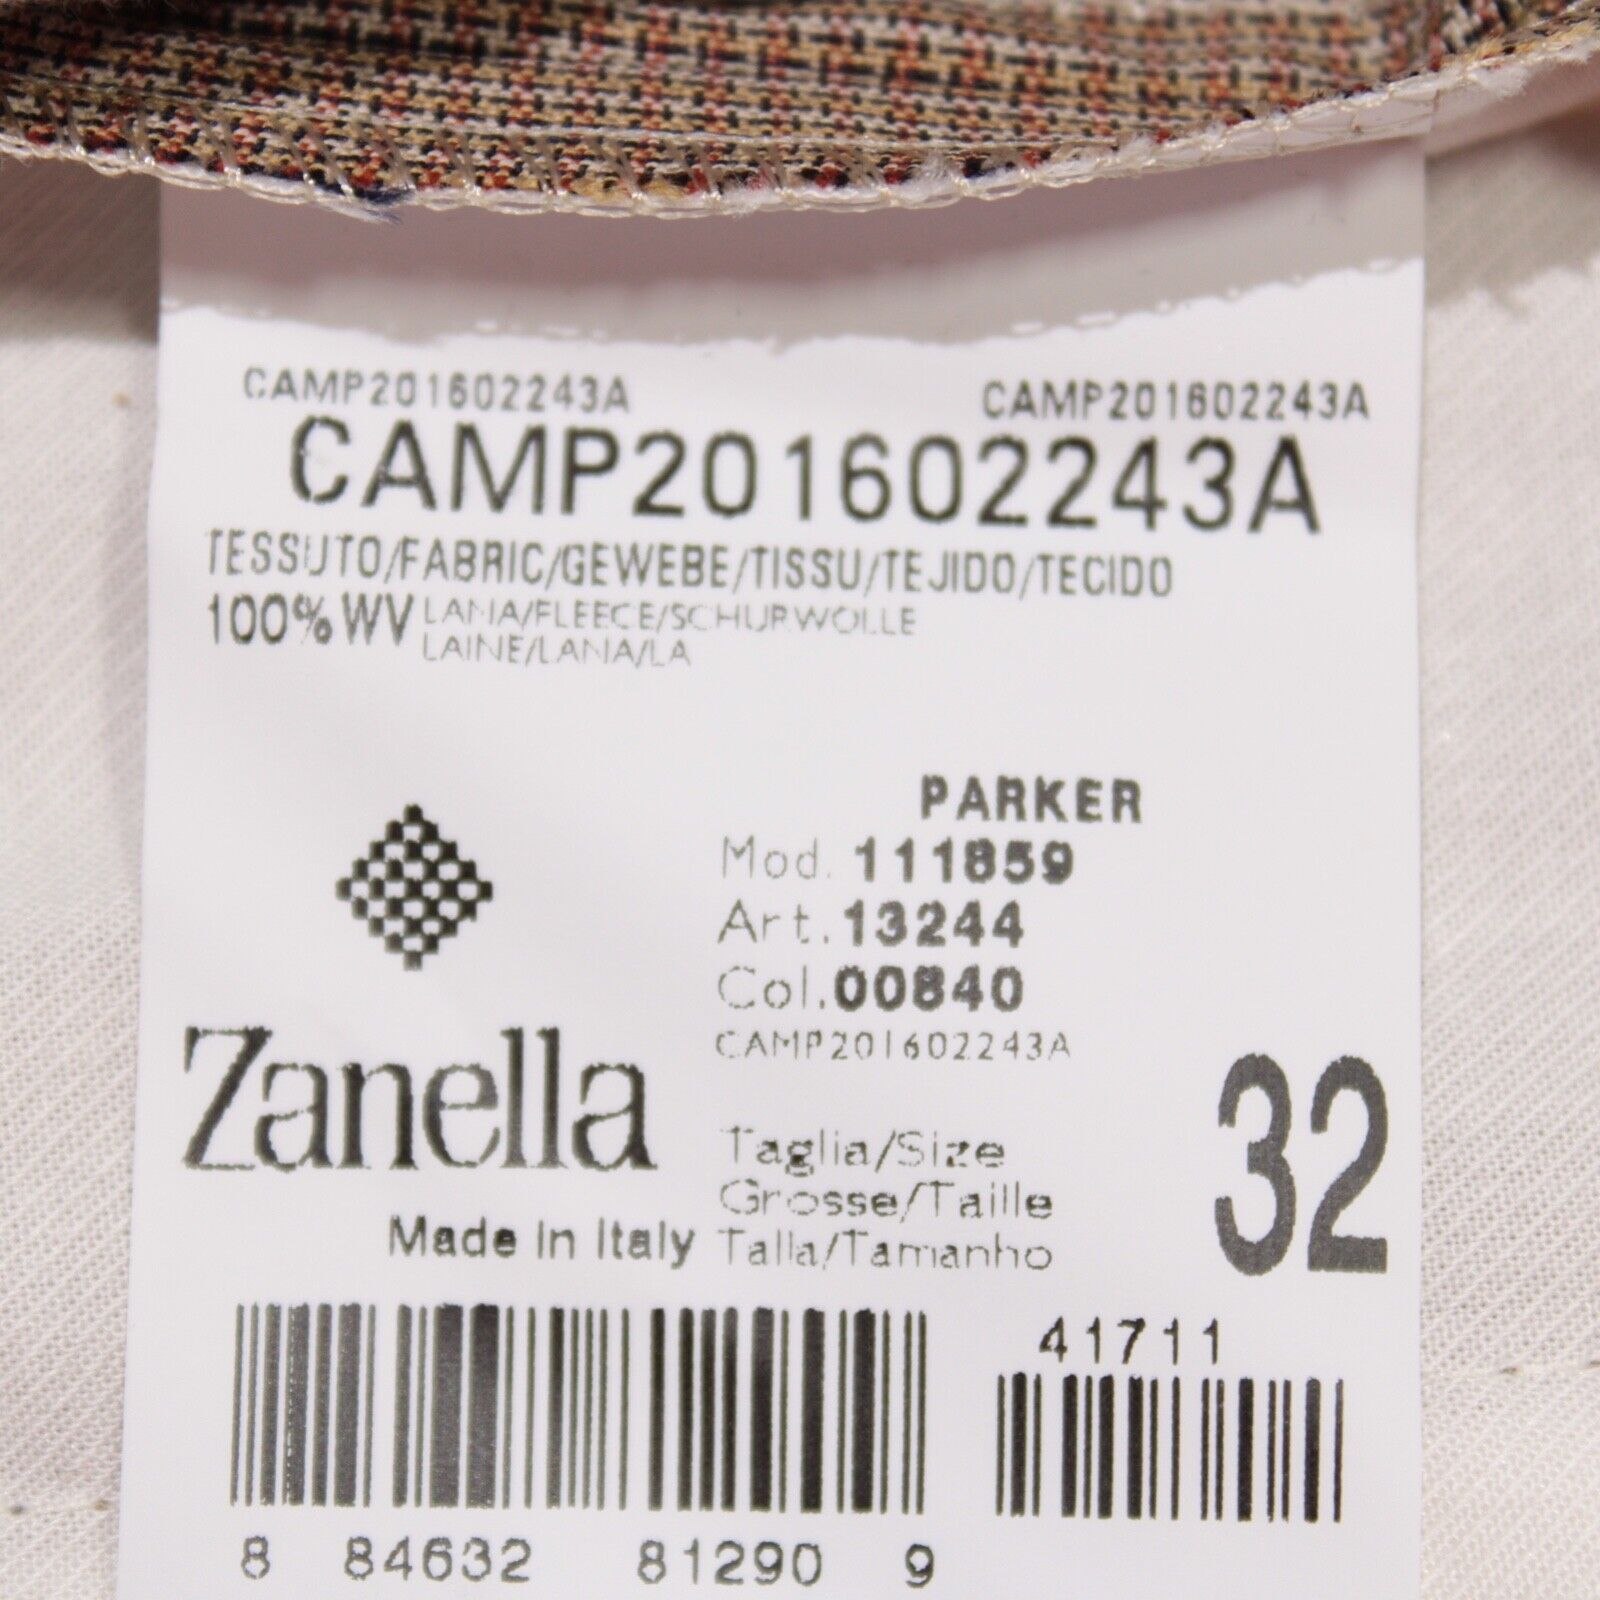 CAMP201602243A CAMP201602243A
CAMP201602243A
TESSUTO/FABRIC/GEWEBE/TISSU/TEJIDO/TECIDO
100% WV LANA/FLEECE/SCHURWOLLE
LAINE/LANA/LA
PARKER
Mod. 111859
Art. 13244
Col. 00840
CAMP201602243A
Zanella
Made In Italy
Taglia/Size
Grosse/Taille
Talla/Tamanho
32
41711
8 84632 81290 9